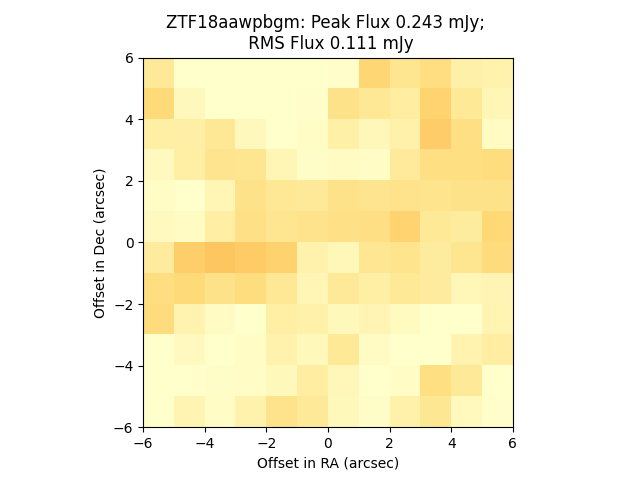 ZTF18aawpbgm: Peak Flux 0.243 mJy;
RMS Flux 0.111 mJy
6
4
2
0
−2
−4
−6
Offset in Dec (arcsec)
−6 −4 −2 0 2 4 6
Offset in RA (arcsec)